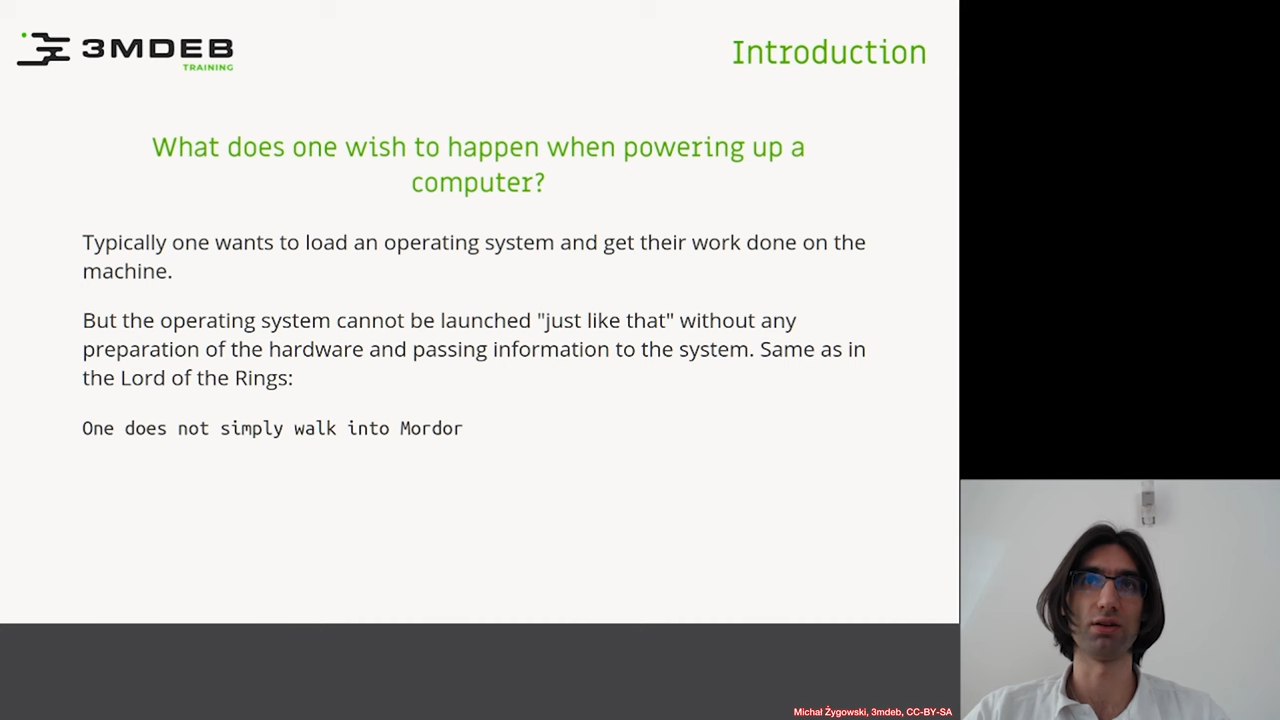 3MDEB
TRAINING
Introduction
What does one wish to happen when powering up a
computer?
Typically one wants to load an operating system and get their work done on the
machine.
But the operating system cannot be launched "just like that" without any
preparation of the hardware and passing information to the system. Same as in
the Lord of the Rings:
One does not simply walk into Mordor
Michał Żygowski, 3mdeb, CC-BY-SA